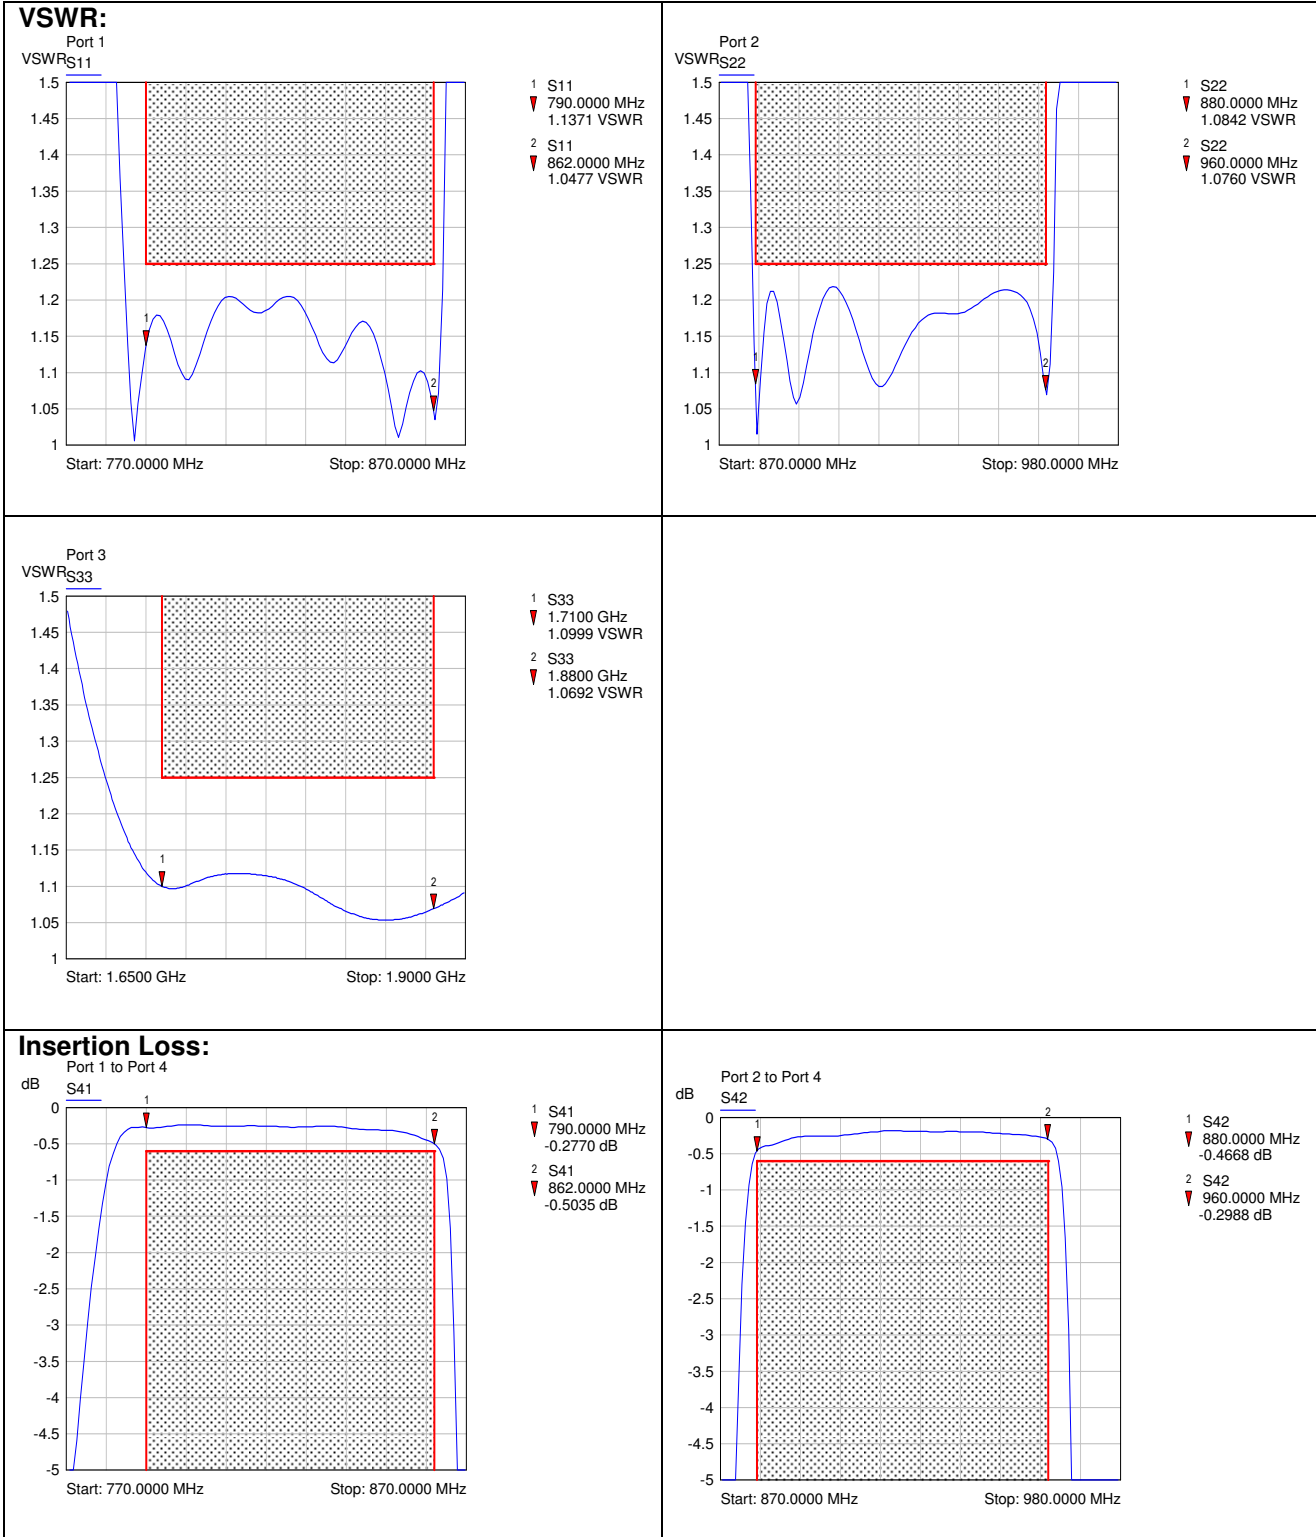 VSWR:
Port 1
VSWR
S11
1.5
1.45
1.4
1.35
1.3
1.25
1.2
1.15
1.1
1.05
1
1
2
Start: 770.0000 MHz
Stop: 870.0000 MHz
1 S11
790.0000 MHz
1.1371 VSWR
2 S11
862.0000 MHz
1.0477 VSWR
Port 2
VSWR
S22
1.5
1.45
1.4
1.35
1.3
1.25
1.2
1.15
1.1
1.05
1
1
2
Start: 870.0000 MHz
Stop: 980.0000 MHz
1 S22
880.0000 MHz
1.0842 VSWR
2 S22
960.0000 MHz
1.0760 VSWR
Port 3
VSWR
S33
1.5
1.45
1.4
1.35
1.3
1.25
1.2
1.15
1.1
1.05
1
1
2
Start: 1.6500 GHz
Stop: 1.9000 GHz
1 S33
1.7100 GHz
1.0999 VSWR
2 S33
1.8800 GHz
1.0692 VSWR
Insertion Loss:
Port 1 to Port 4
dB
S41
0
-0.5
-1
-1.5
-2
-2.5
-3
-3.5
-4
-4.5
-5
1
2
Start: 770.0000 MHz
Stop: 870.0000 MHz
1 S41
790.0000 MHz
-0.2770 dB
2 S41
862.0000 MHz
-0.5035 dB
Port 2 to Port 4
dB
S42
0
-0.5
-1
-1.5
-2
-2.5
-3
-3.5
-4
-4.5
-5
1
2
Start: 870.0000 MHz
Stop: 980.0000 MHz
1 S42
880.0000 MHz
-0.4668 dB
2 S42
960.0000 MHz
-0.2988 dB